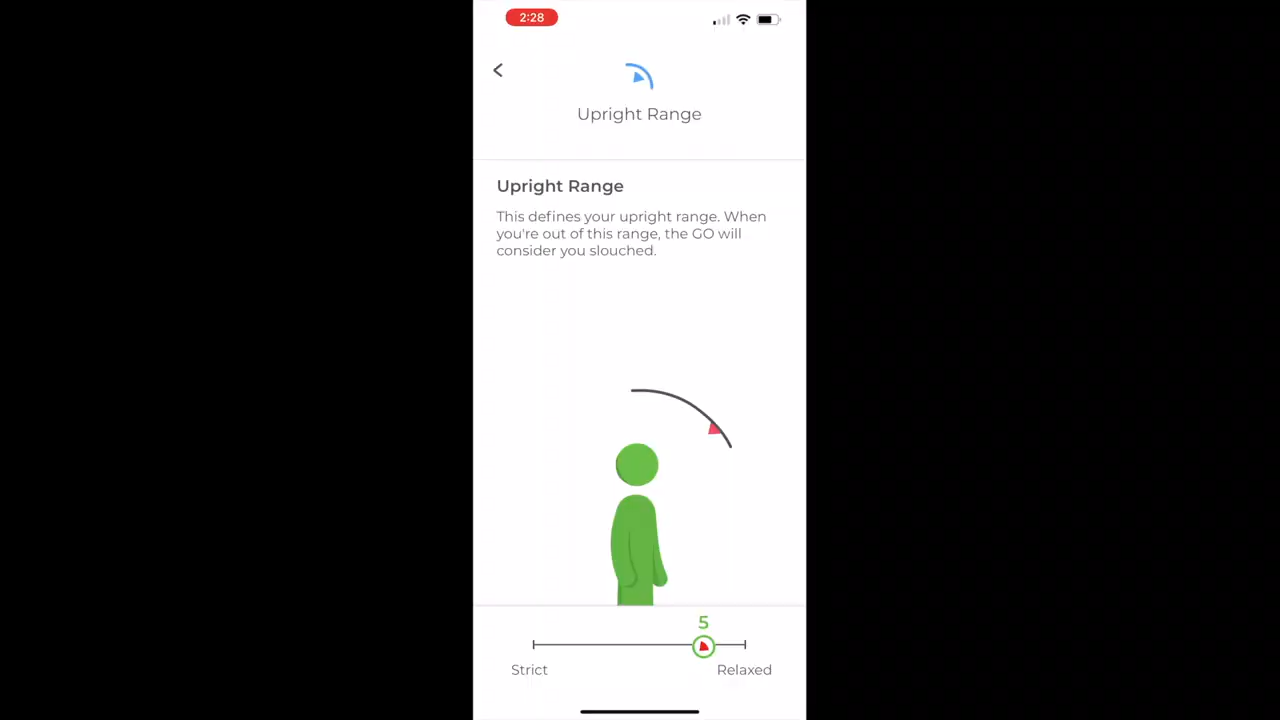 2:28
Upright Range
Upright Range
This defines your upright range. When
you're out of this range, the GO will
consider you slouched.
5
Strict
Relaxed